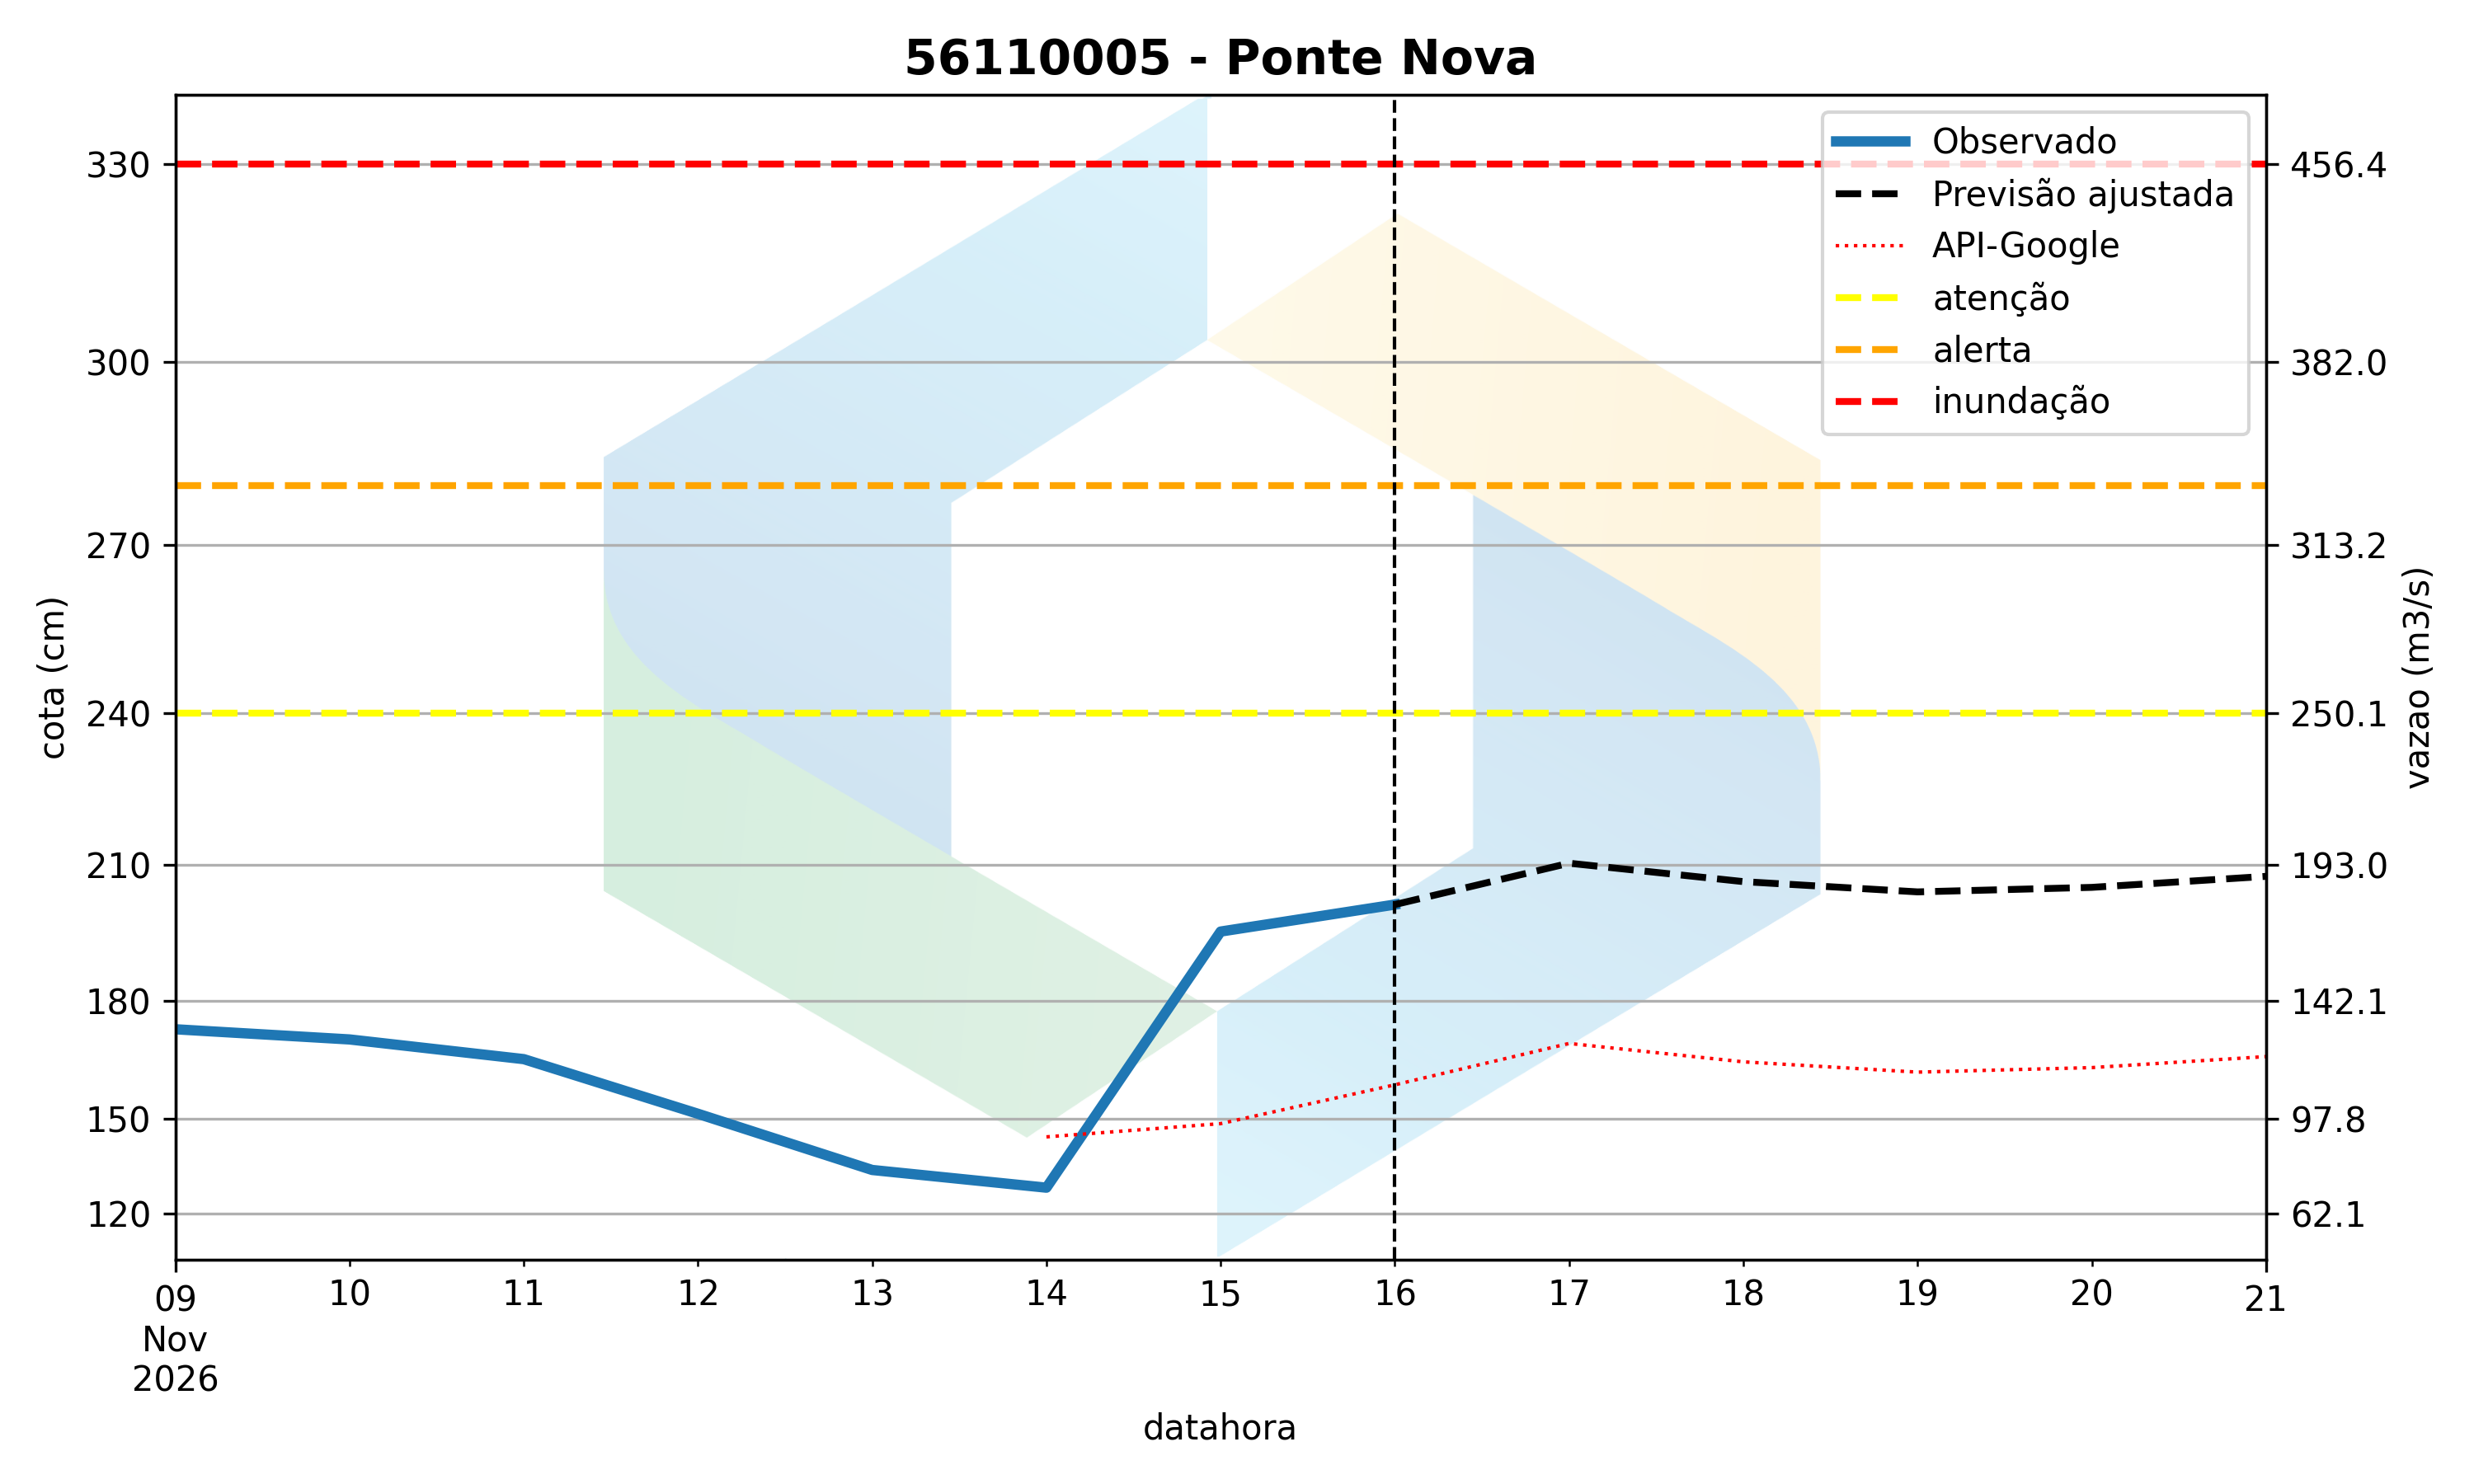 56110005 - Ponte Nova
Observado
Previsão ajustada
API-Google
atenção
alerta
inundação
330
300
270
240
210
180
150
120
cota (cm)
456.4
382.0
313.2
250.1
193.0
142.1
97.8
62.1
vazao (m3/s)
09 10 11 12 13 14 15 16 17 18 19 20 21
Nov
2026
datahora